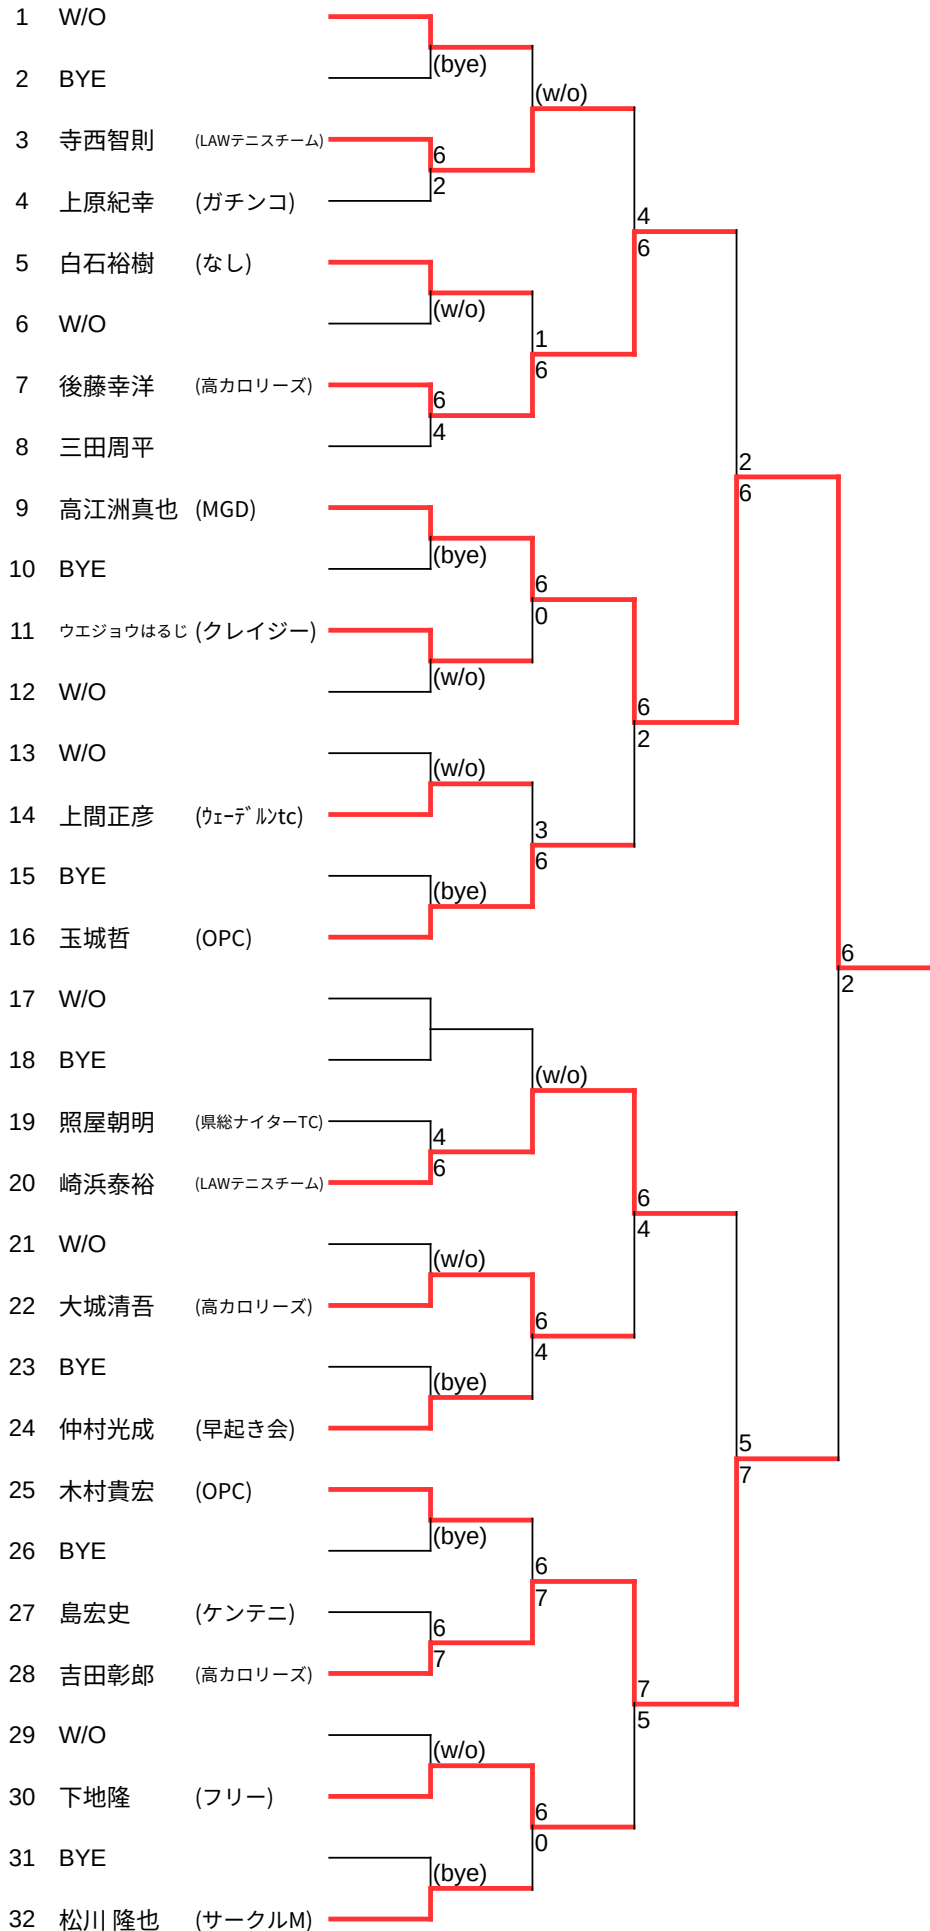 1 W/O
(bye)
2 BYE
(w/o)
3 寺西智則 (LAWテニスチーム)
6
2
4 上原紀幸 (ガチンコ)
4
6
5 白石裕樹 (なし)
(w/o)
6 W/O
1
6
7 後藤幸洋 (高カロリーズ)
6
4
8 三田周平
2
6
9 高江洲真也 (MGD)
(bye)
10 BYE
6
0
11 ウエジョウはるじ (クレイジー)
(w/o)
12 W/O
6
2
13 W/O
(w/o)
14 上間正彦 (ｳｪｰﾃﾞﾙﾝtc)
3
6
15 BYE
(bye)
16 玉城哲 (OPC)
6
2
17 W/O
18 BYE
(w/o)
19 照屋朝明 (県総ナイターTC)
4
6
20 崎浜泰裕 (LAWテニスチーム)
6
4
21 W/O
(w/o)
22 大城清吾 (高カロリーズ)
6
4
23 BYE
(bye)
24 仲村光成 (早起き会)
5
7
25 木村貴宏 (OPC)
(bye)
26 BYE
6
7
27 島宏史 (ケンテニ)
6
7
28 吉田彰郎 (高カロリーズ)
7
5
29 W/O
(w/o)
30 下地隆 (フリー)
6
0
31 BYE
(bye)
32 松川 隆也 (サークルM)